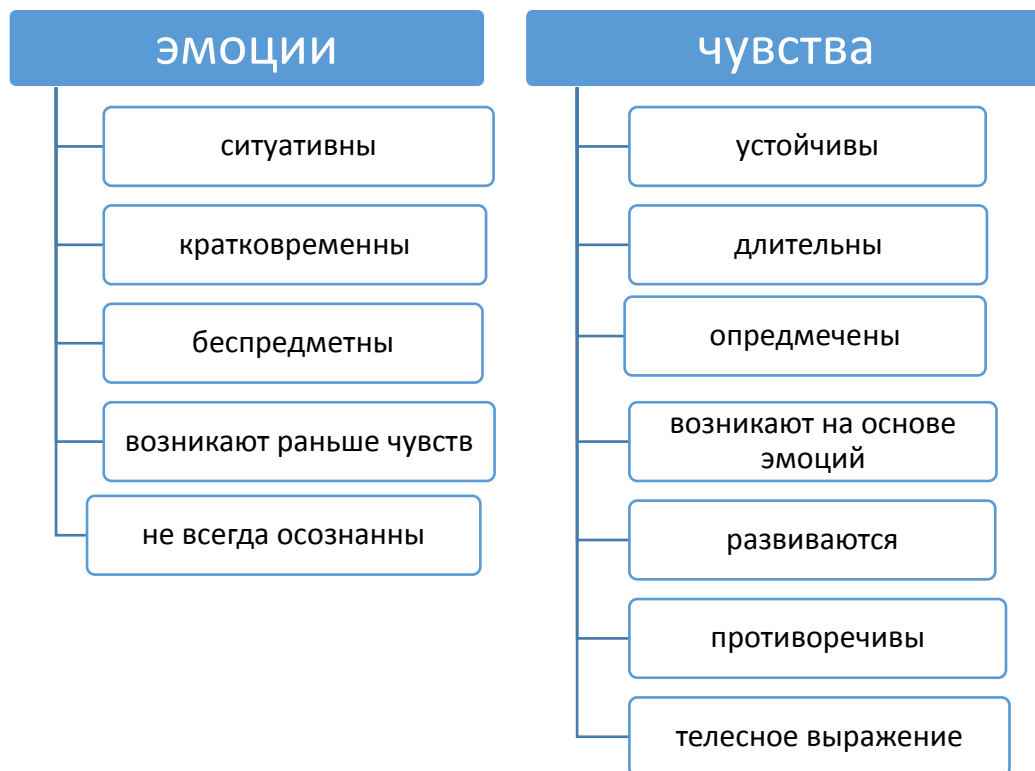 эмоции
ситуативны
кратковременны
беспредметны
возникают раньше чувств
не всегда осознанны
чувства
устойчивы
длительны
опредмечены
возникают на основе
эмоций
развиваются
противоречивы
телесное выражение